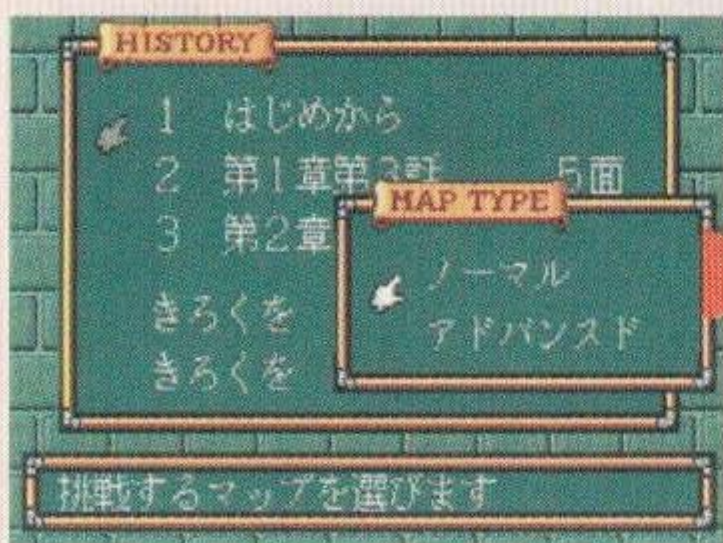 HISTORY
1 はじめから
2 第1章第3話 5面
3 第2章
きろくを
きろくを
MAP TYPE
ノーマル
アドバンスド
挑戦するマップを選びます